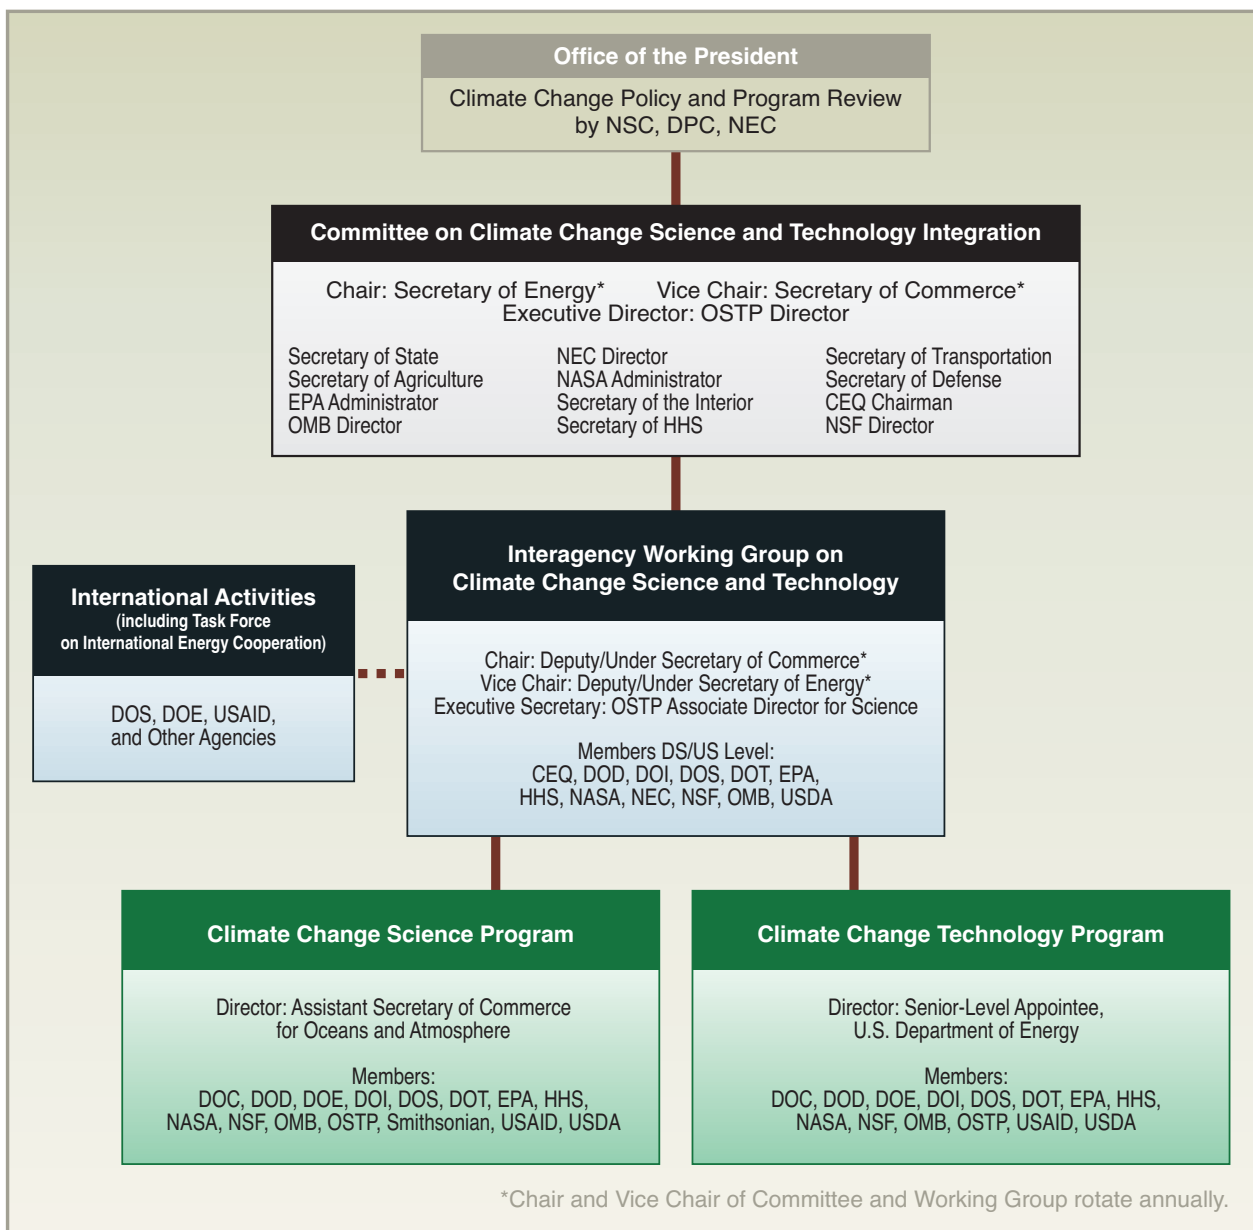 Office of the President
Climate Change Policy and Program Review
by NSC, DPC, NEC
Committee on Climate Change Science and Technology Integration
Chair: Secretary of Energy* Vice Chair: Secretary of Commerce*
Executive Director: OSTP Director
Secretary of State
Secretary of Agriculture
EPA Administrator
OMB Director
NEC Director
NASA Administrator
Secretary of the Interior
Secretary of HHS
Secretary of Transportation
Secretary of Defense
CEQ Chairman
NSF Director
Interagency Working Group on
Climate Change Science and Technology
Chair: Deputy/Under Secretary of Commerce*
Vice Chair: Deputy/Under Secretary of Energy*
Executive Secretary: OSTP Associate Director for Science
Members DS/US Level:
CEQ, DOD, DOI, DOS, DOT, EPA,
HHS, NASA, NEC, NSF, OMB, USDA
International Activities
(including Task Force
on International Energy Cooperation)
DOS, DOE, USAID,
and Other Agencies
Climate Change Science Program
Director: Assistant Secretary of Commerce
for Oceans and Atmosphere
Members:
DOC, DOD, DOE, DOI, DOS, DOT, EPA, HHS,
NASA, NSF, OMB, OSTP, Smithsonian, USAID, USDA
Climate Change Technology Program
Director: Senior-Level Appointee,
U.S. Department of Energy
Members:
DOC, DOD, DOE, DOI, DOS, DOT, EPA, HHS,
NASA, NSF, OMB, OSTP, USAID, USDA
*Chair and Vice Chair of Committee and Working Group rotate annually.